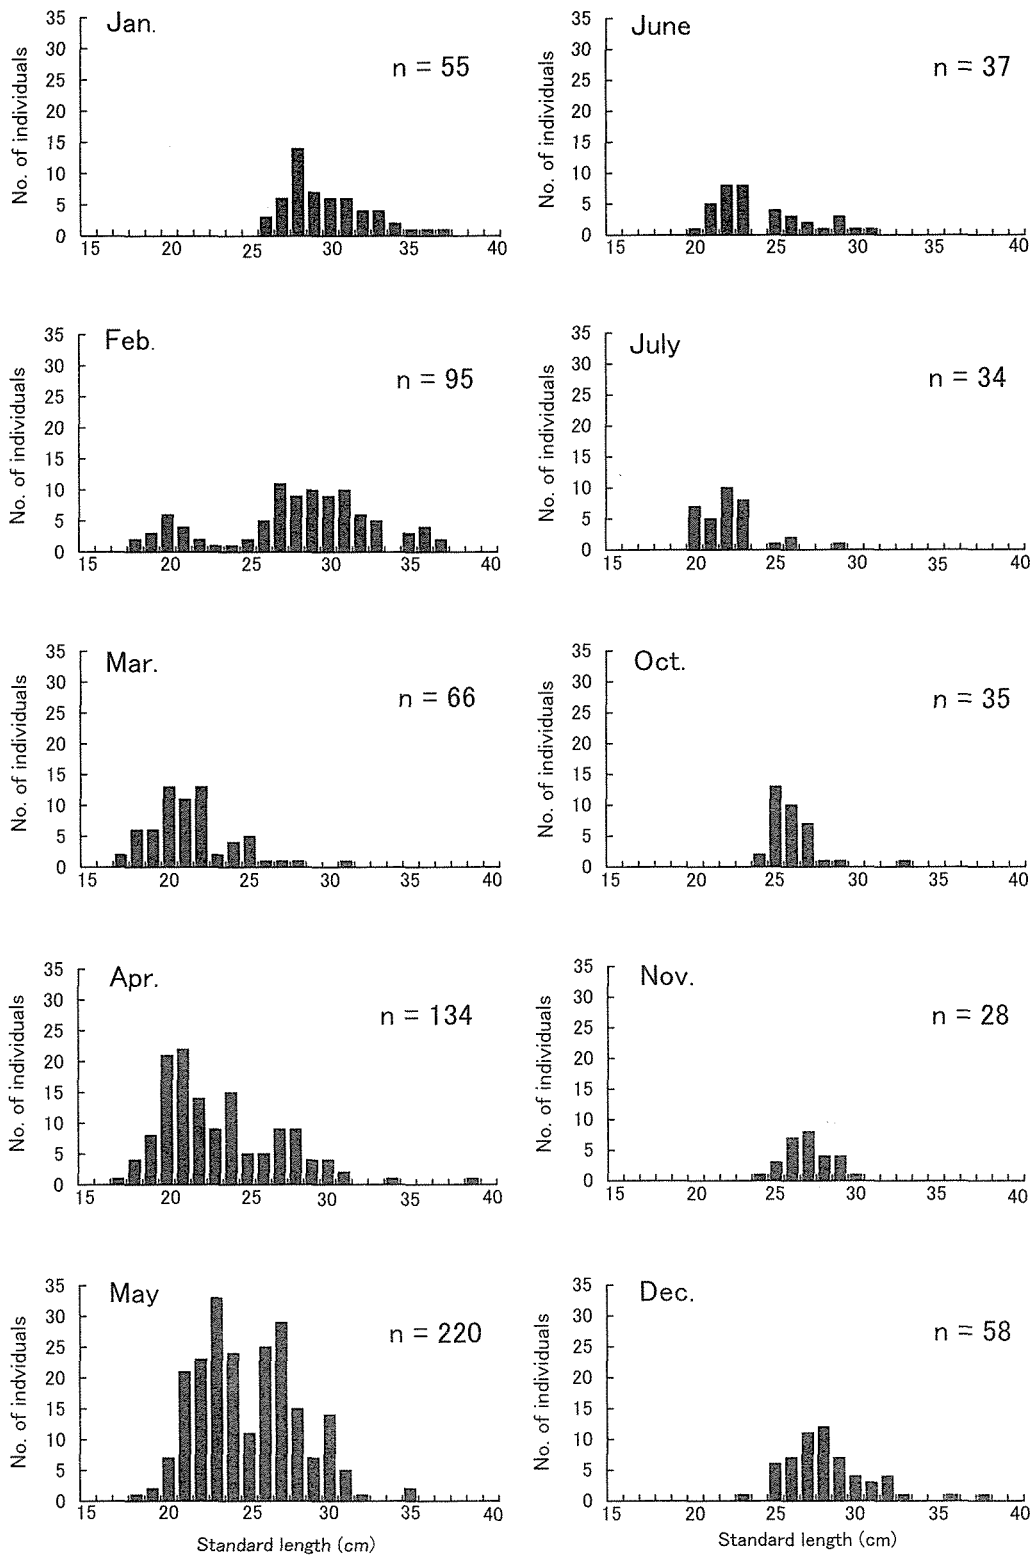 Jan.
n = 55
No. of individuals
35
30
25
20
15
10
5
0
15 20 25 30 35 40
June
n = 37
No. of individuals
35
30
25
20
15
10
5
0
15 20 25 30 35 40
Feb.
n = 95
No. of individuals
35
30
25
20
15
10
5
0
15 20 25 30 35 40
July
n = 34
No. of individuals
35
30
25
20
15
10
5
0
15 20 25 30 35 40
Mar.
n = 66
No. of individuals
35
30
25
20
15
10
5
0
15 20 25 30 35 40
Oct.
n = 35
No. of individuals
35
30
25
20
15
10
5
0
15 20 25 30 35 40
Apr.
n = 134
No. of individuals
35
30
25
20
15
10
5
0
15 20 25 30 35 40
Nov.
n = 28
No. of individuals
35
30
25
20
15
10
5
0
15 20 25 30 35 40
May
n = 220
No. of indvviduals
35
30
25
20
15
10
5
0
15 20 25 30 35 40
Standard length (cm)
Dec.
n = 58
No. of individuals
35
30
25
20
15
10
5
0
15 20 25 30 35 40
Standard length (cm)